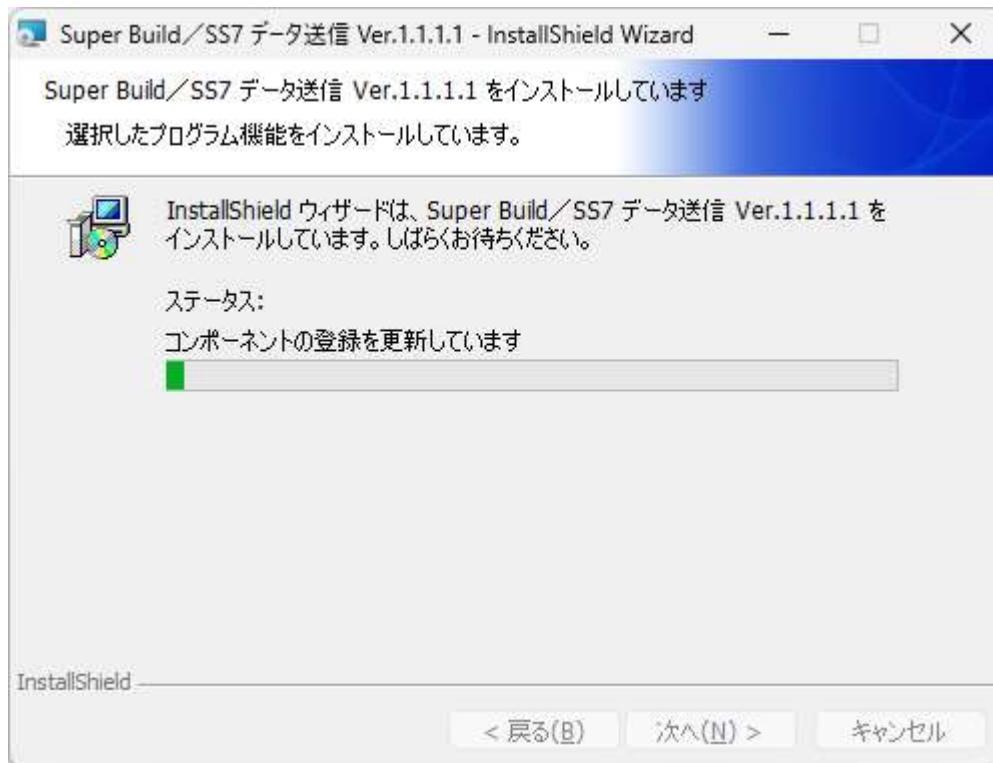 Super Build／SS7 データ送信 Ver.1.1.1.1 - InstallShield Wizard
Super Build／SS7 データ送信 Ver.1.1.1.1 をインストールしています
選択したプログラム機能をインストールしています。
InstallShield ウィザードは、Super Build／SS7 データ送信 Ver.1.1.1.1 を
インストールしています。しばらくお待ちください。
ステータス:
コンポーネントの登録を更新しています
InstallShield
< 戻る(B)
次へ(N) >
キャンセル